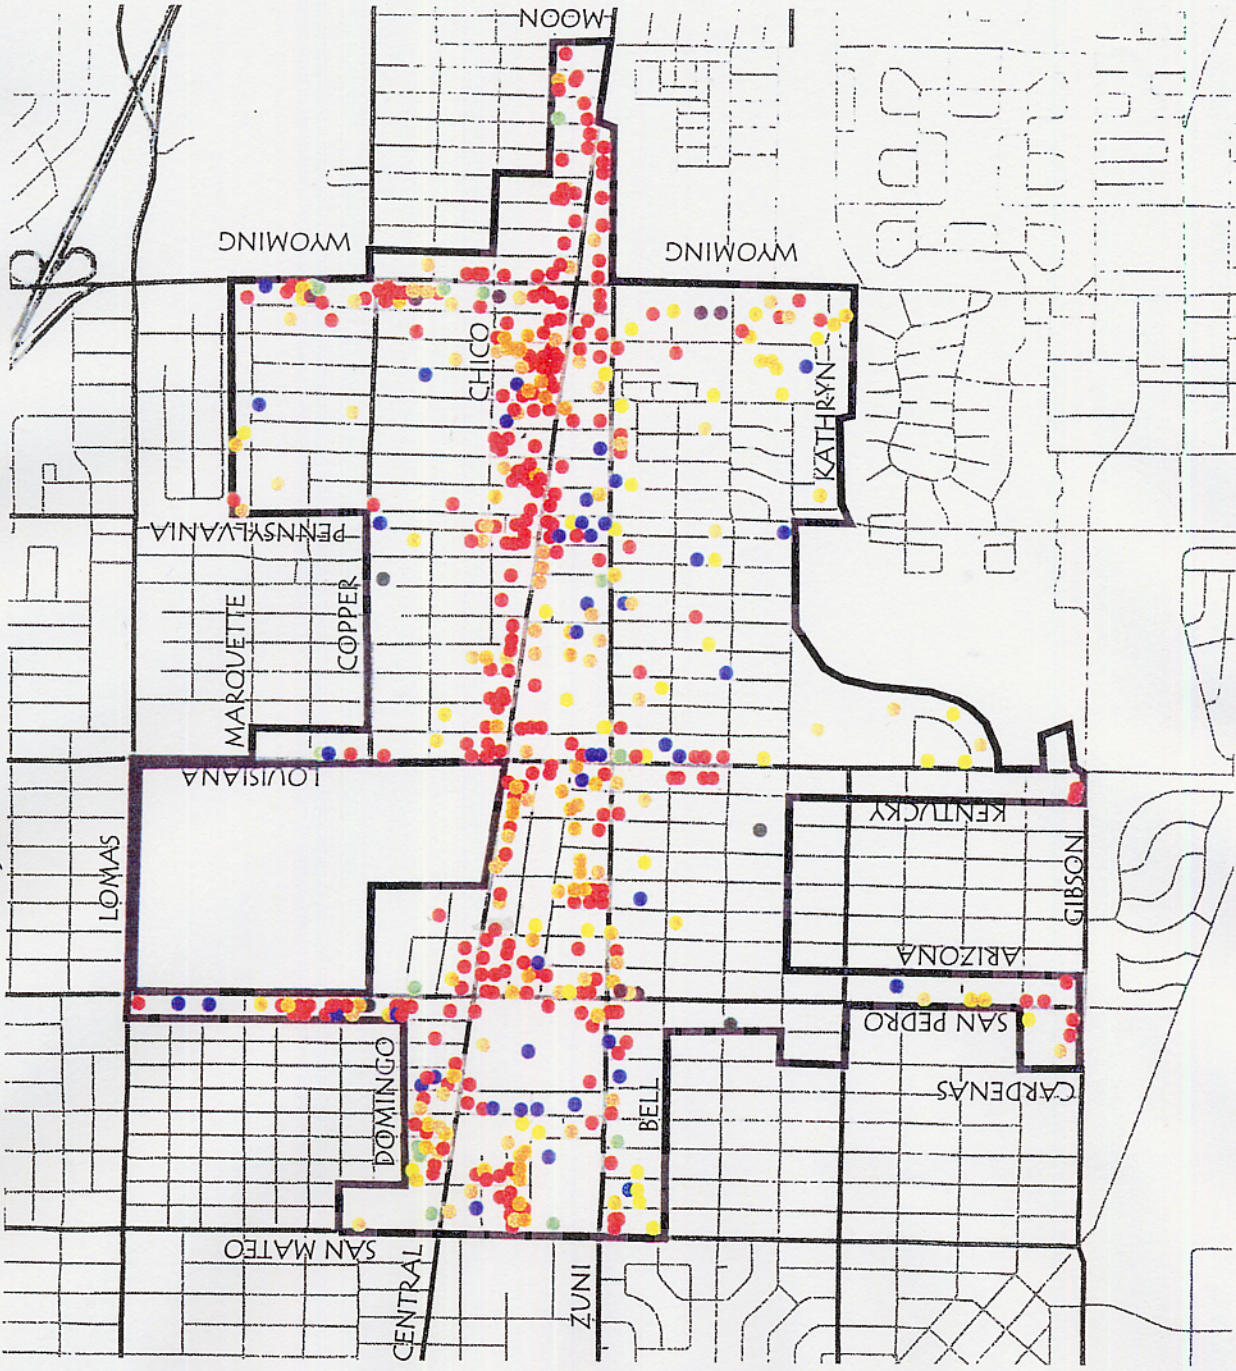 MOON
WYOMING
WYOMING
CHICO
KATHRYN
PENNSYLVANIA
COPPER
MARQUETTE
LOUISIANA
KENTUCKY
LOMAS
GIBSON
ARIZONA
SAN PEDRO
DOMINGO
CARDENAS
BELL
SAN MATEO
CENTRAL
ZUNI